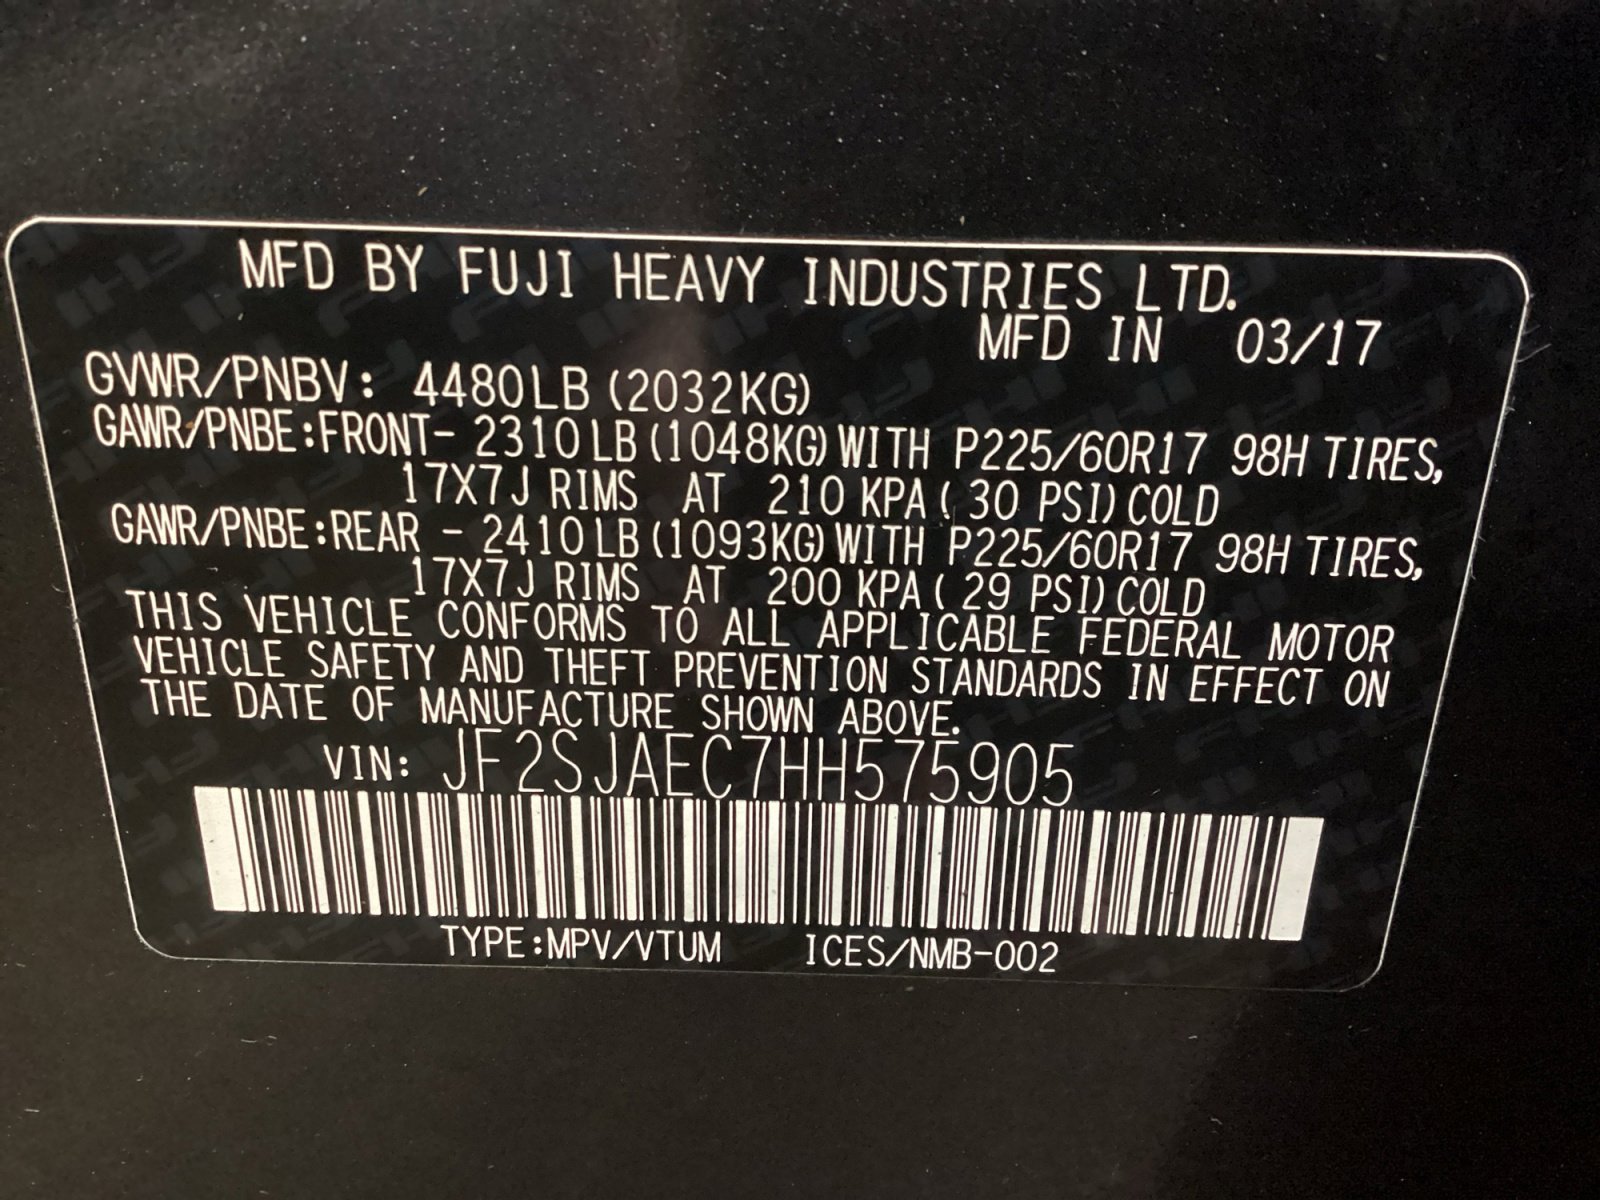 MFD BY FUJI HEAVY INDUSTRIES LTD.
MFD IN 03/17
GVWR/PNBV: 4480LB (2032KG)
GAWR/PNBE:FRONT- 2310LB (1048KG) WITH P225/60R17 98H TIRES,
17X7J RIMS AT 210 KPA ( 30 PSI) COLD
GAWR/PNBE:REAR - 2410LB (1093KG) WITH P225/60R17 98H TIRES,
17X7J RIMS AT 200 KPA ( 29 PSI) COLD
THIS VEHICLE CONFORMS TO ALL APPLICABLE FEDERAL MOTOR
VEHICLE SAFETY AND THEFT PREVENTION STANDARDS IN EFFECT ON
THE DATE OF MANUFACTURE SHOWN ABOVE.
VIN: JF2SJAEC7HH575905
TYPE:MPV/VTUM ICES/NMB-002